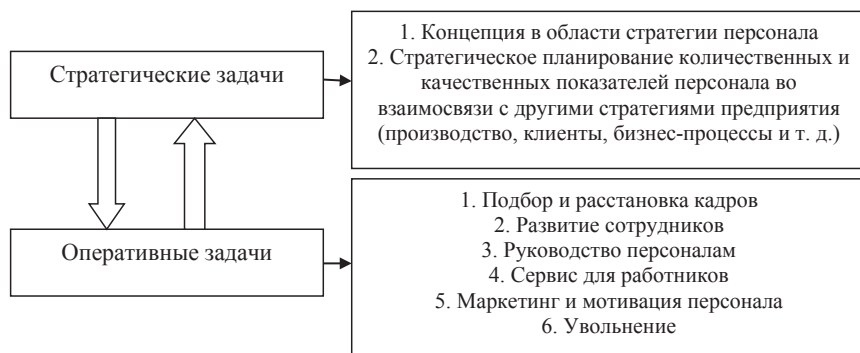 Стратегические задачи
1. Концепция в области стратегии персонала
2. Стратегическое планирование количественных и
качественных показателей персонала во
взаимосвязи с другими стратегиями предприятия
(производство, клиенты, бизнес-процессы и т. д.)
Оперативные задачи
1. Подбор и расстановка кадров
2. Развитие сотрудников
3. Руководство персоналам
4. Сервис для работников
5. Маркетинг и мотивация персонала
6. Увольнение